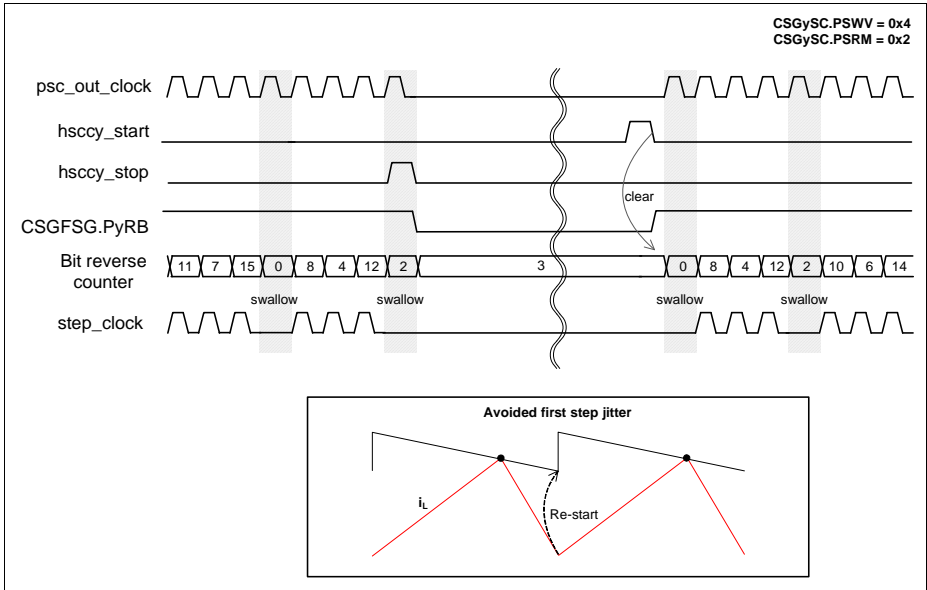 CSGySC.PSWV = 0x4
CSGySC.PSRM = 0x2
psc_out_clock
hsccy_start
hsccy_stop
clear
CSGFSG.PyRB
Bit reverse
counter
11 7 15 0 8 4 12 2 3 0 8 4 12 2 10 6 14
swallow swallow swallow swallow
step_clock
Avoided first step jitter
iL
Re-start